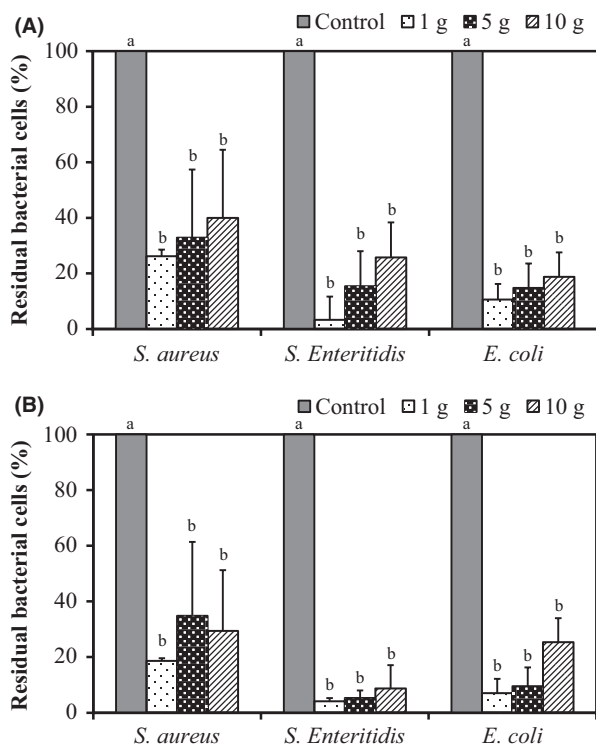 (A)
Control 1 g 5 g 10 g
Residual bacterial cells (%)
100
80
60
40
20
0
a
b
b
b
a
b
b
b
a
b
b
b
S. aureus S. Enteritidis E. coli
(B)
Control 1 g 5 g 10 g
Residual bacterial cells (%)
100
80
60
40
20
0
a
b
b
b
a
b
b
b
a
b
b
b
S. aureus S. Enteritidis E. coli